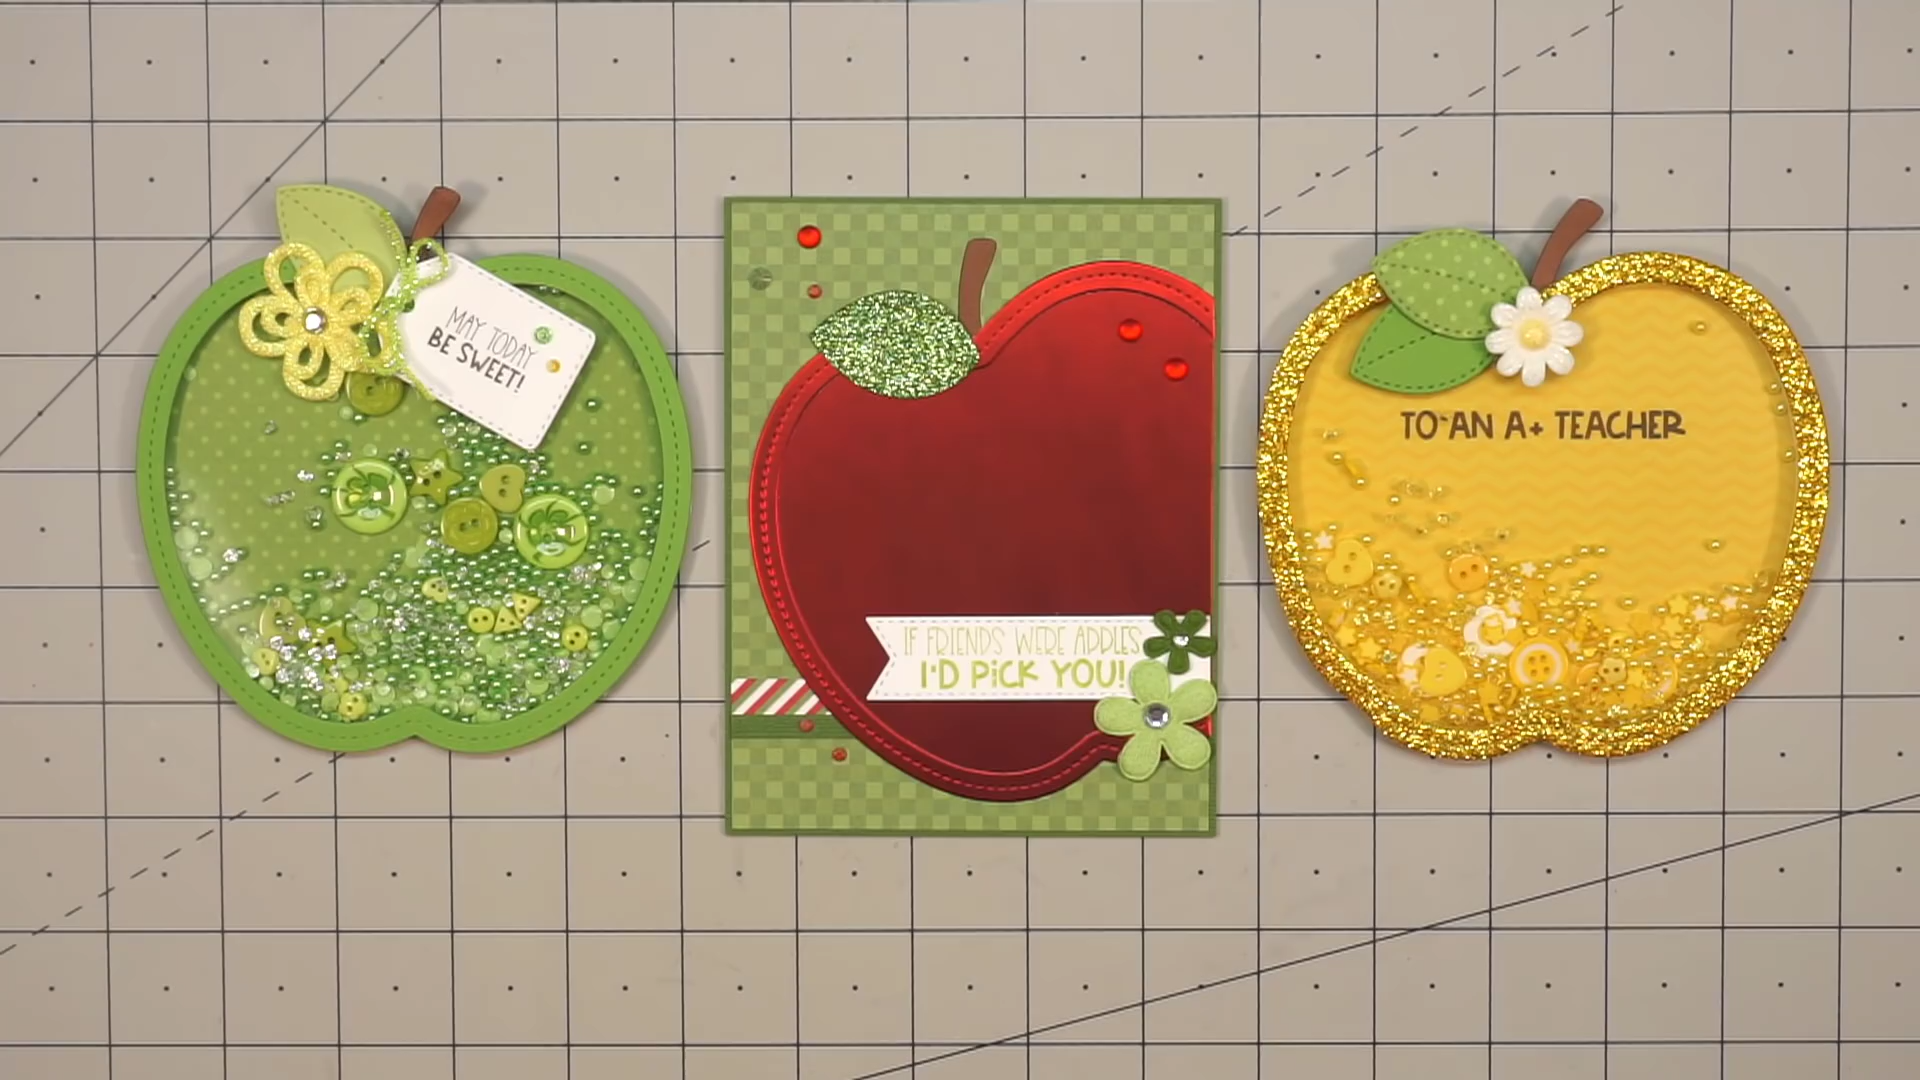 MAY TODAY
BE SWEET!
IF FRIENDS WERE APPLES
I'D PiCK YOU!
TO AN A+ TEACHER